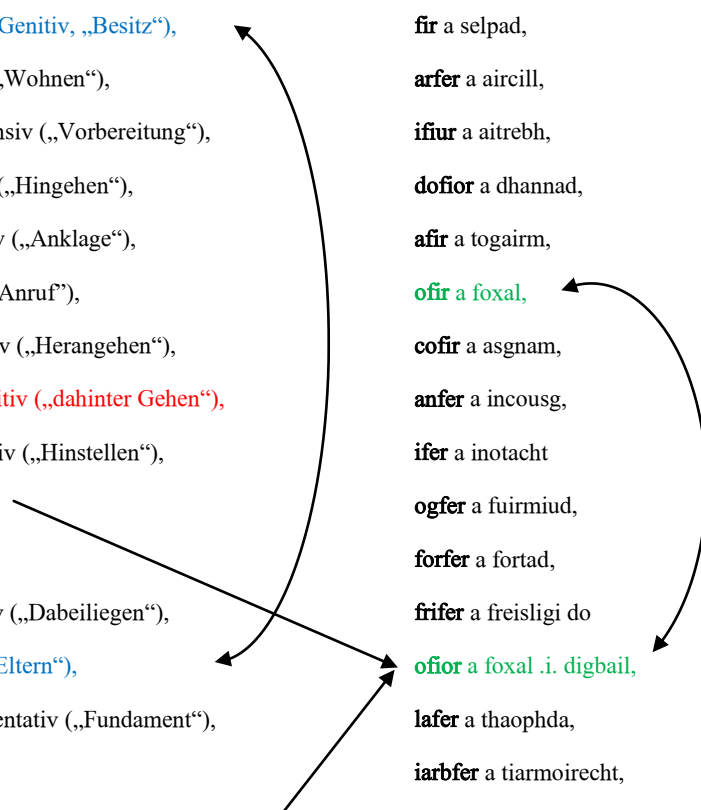 Genitiv, „Besitz“), fir a selpad,
„Wohnen“), arfer a aircill,
nsiv („Vorbereitung“), ifiur a aitrebh,
(„Hingehen“), dofior a dhannad,
v („Anklage“), afir a togairm,
Anruf”), ofir a foxal,
v („Herangehen“), cofir a asgnam,
itiv („dahinter Gehen“), anfer a incousg,
iv („Hinstellen“), ifer a inotacht
ogfer a fuirmiud,
forfer a fortad,
v („Dabeiliegen“), frifer a freisligi do
Eltern“), ofior a foxal .i. digbail,
entativ („Fundament“), lafer a thaophda,
iarbfer a tiarmoirecht,